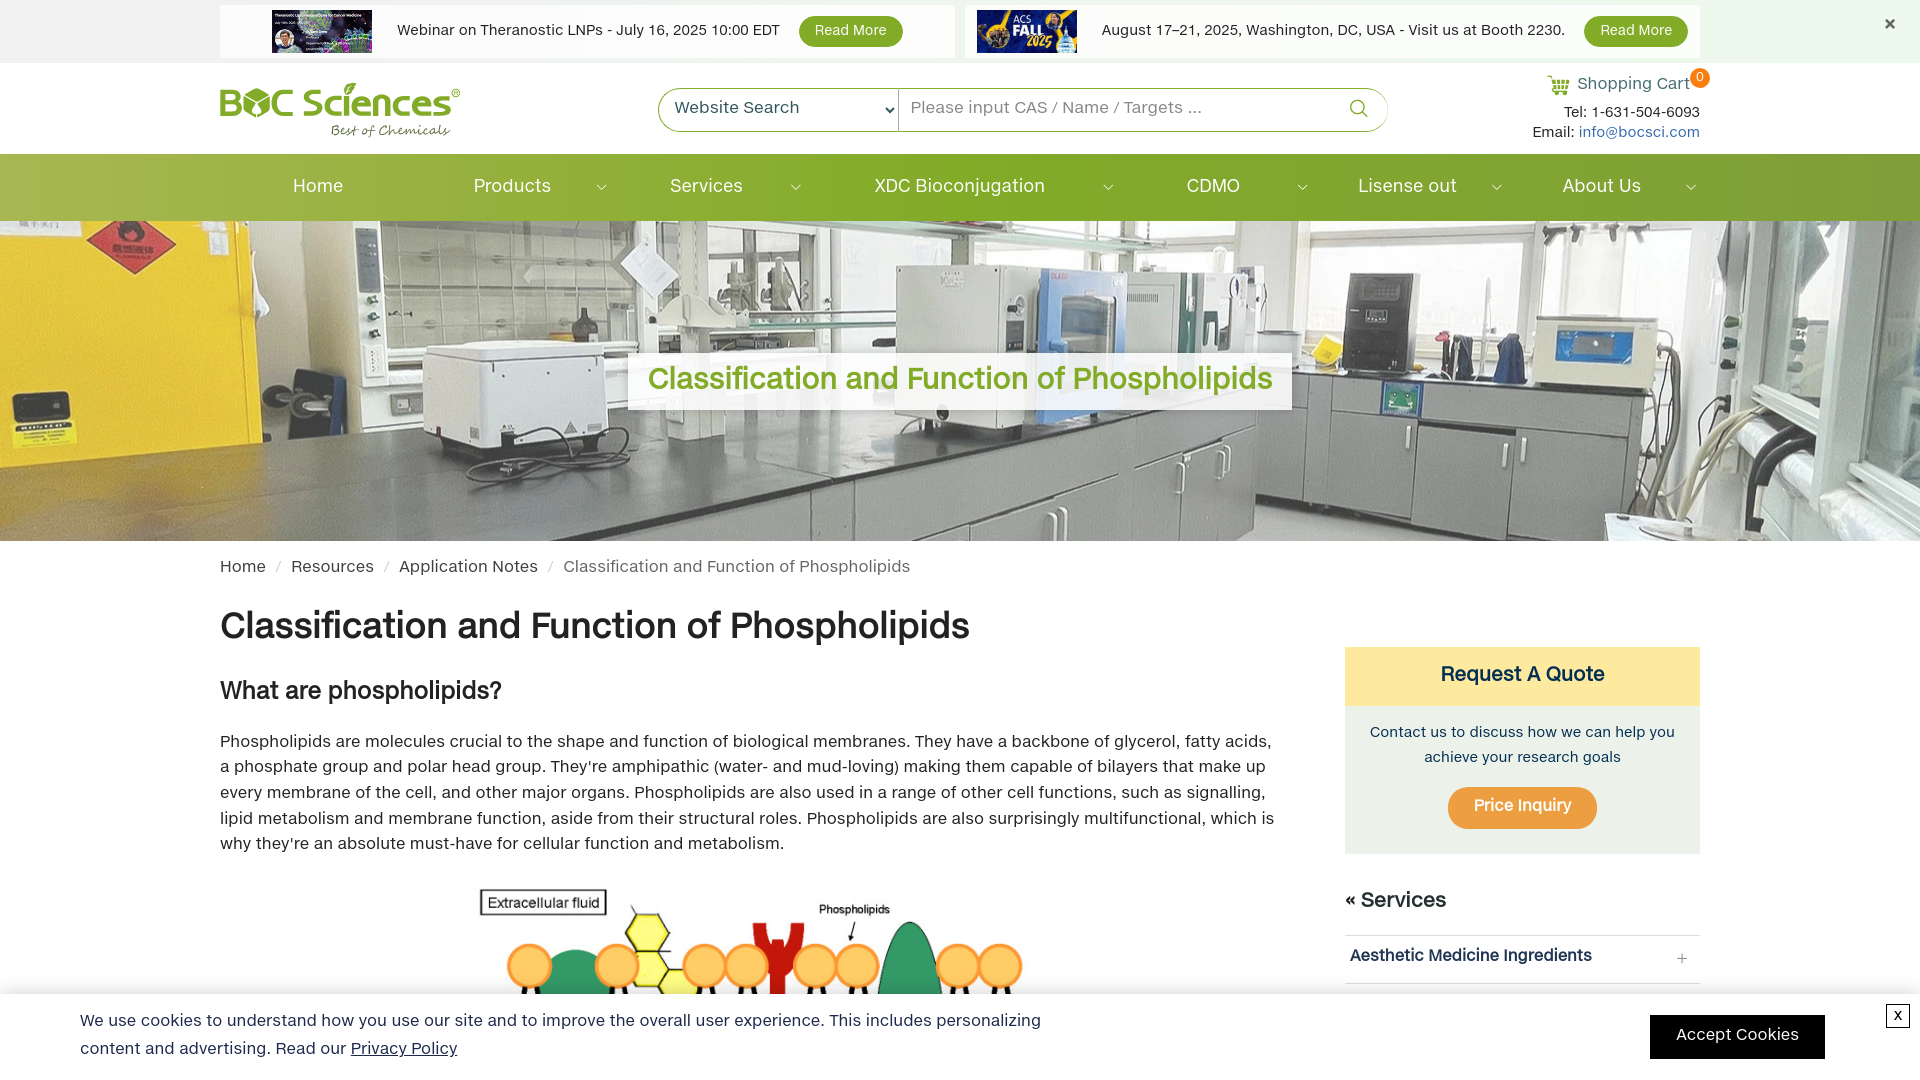 Webinar on Theranostic LNPs - July 16, 2025 10:00 EDT
Read More
ACS
FALL
2025
August 17–21, 2025, Washington, DC, USA - Visit us at Booth 2230.
Read More
×
BOC Sciences®
Best of Chemicals
Website Search
Please input CAS / Name / Targets ...
Shopping Cart 0
Tel: 1-631-504-6093
Email: info@bocsci.com
Home
Products
Services
XDC Bioconjugation
CDMO
Lisense out
About Us
Classification and Function of Phospholipids
Home / Resources / Application Notes / Classification and Function of Phospholipids
Classification and Function of Phospholipids
What are phospholipids?
Phospholipids are molecules crucial to the shape and function of biological membranes. They have a backbone of glycerol, fatty acids,
a phosphate group and polar head group. They're amphipathic (water- and mud-loving) making them capable of bilayers that make up
every membrane of the cell, and other major organs. Phospholipids are also used in a range of other cell functions, such as signalling,
lipid metabolism and membrane function, aside from their structural roles. Phospholipids are also surprisingly multifunctional, which is
why they're an absolute must-have for cellular function and metabolism.
Extracellular fluid
Phospholipids
Request A Quote
Contact us to discuss how we can help you
achieve your research goals
Price Inquiry
« Services
Aesthetic Medicine Ingredients
+
We use cookies to understand how you use our site and to improve the overall user experience. This includes personalizing
content and advertising. Read our Privacy Policy
Accept Cookies
x